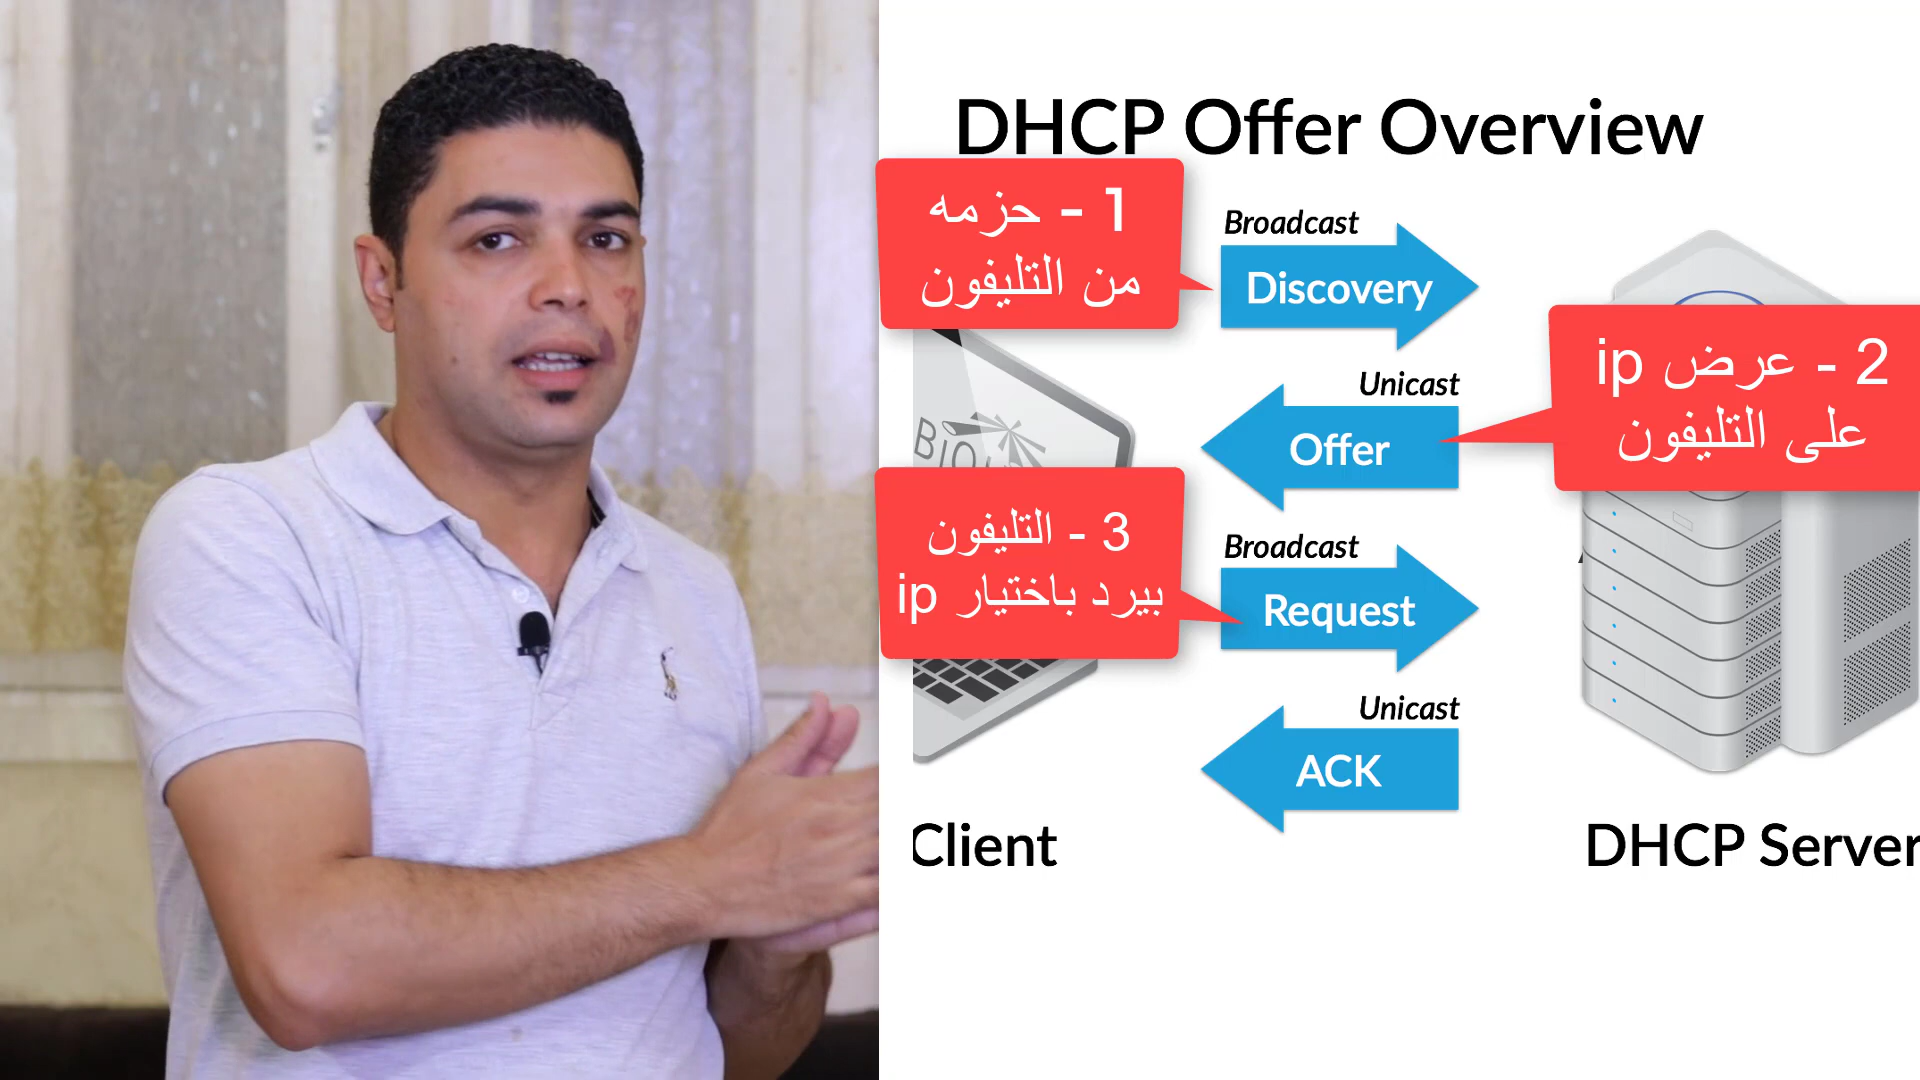 DHCP Offer Overview
1 - حزمه
من التليفون
Broadcast
Discovery
2 - عرض ip
على التليفون
Unicast
Offer
3 - التليفون
بيرد باختيار ip
Broadcast
Request
Unicast
ACK
Client
DHCP Server